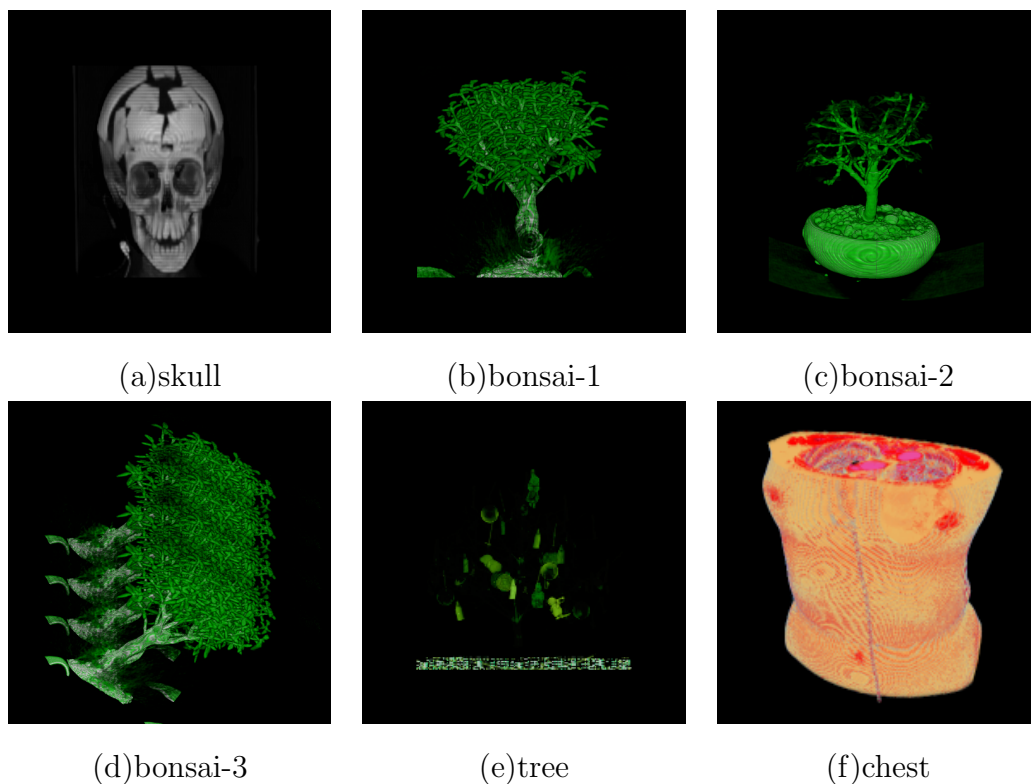 (a)skull
(b)bonsai-1
(c)bonsai-2
(d)bonsai-3
(e)tree
(f)chest